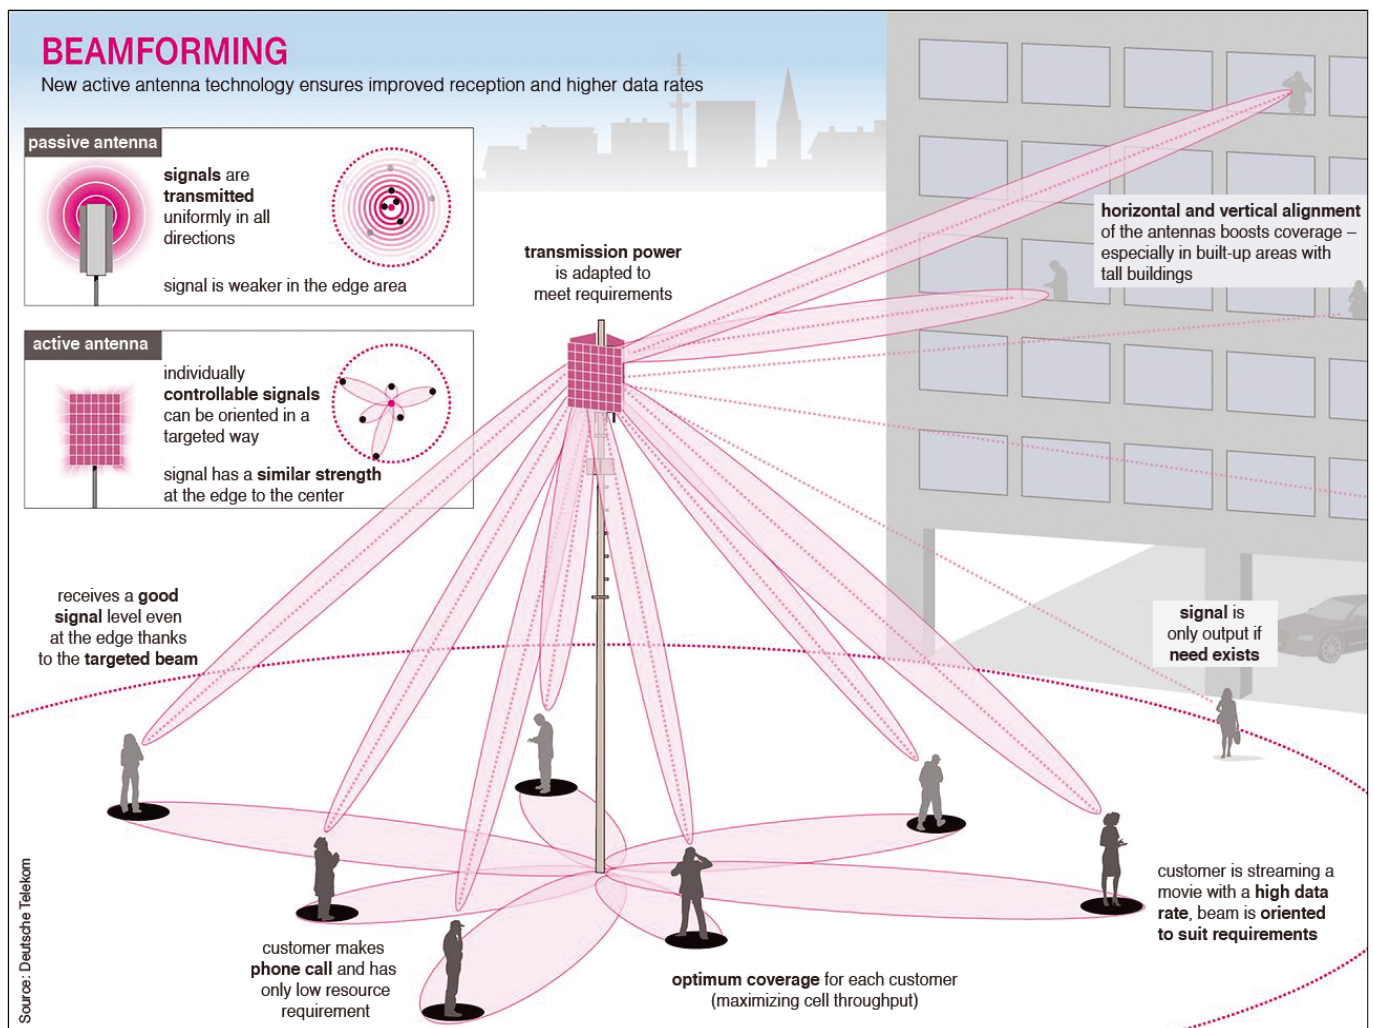 BEAMFORMING
New active antenna technology ensures improved reception and higher data rates
passive antenna
signals are
transmitted
uniformly in all
directions
signal is weaker in the edge area
active antenna
individually
controllable signals
can be oriented in a
targeted way
signal has a similar strength
at the edge to the center
transmission power
is adapted to
meet requirements
horizontal and vertical alignment
of the antennas boosts coverage –
especially in built-up areas with
tall buildings
receives a good
signal level even
at the edge thanks
to the targeted beam
signal is
only output if
need exists
customer is streaming a
movie with a high data
rate, beam is oriented
to suit requirements
customer makes
phone call and has
only low resource
requirement
optimum coverage for each customer
(maximizing cell throughput)
Source: Deutsche Telekom